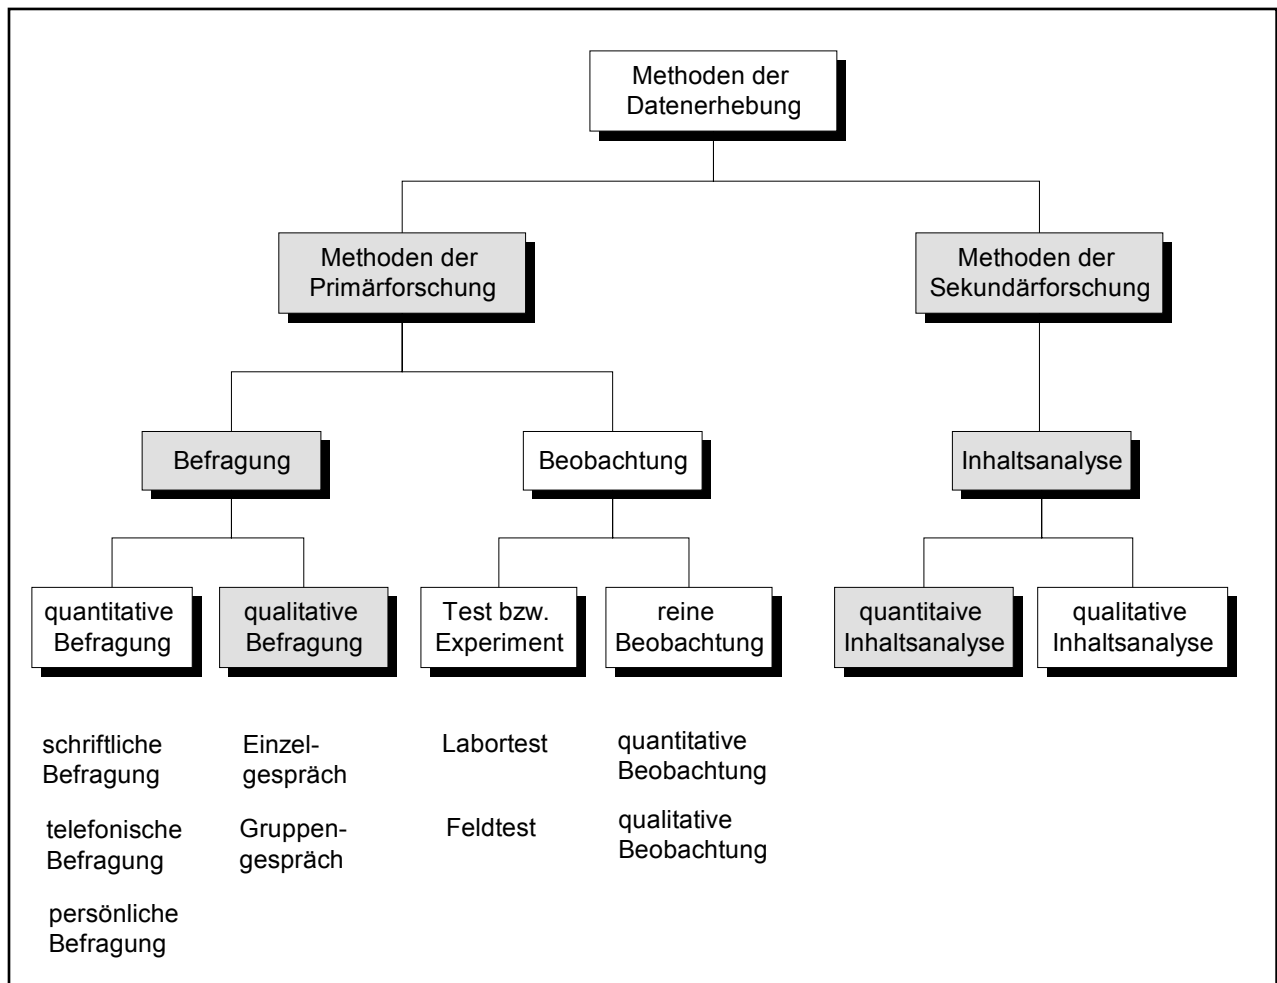 Methoden der
Datenerhebung
Methoden der
Primärforschung
Methoden der
Sekundärforschung
Befragung
Beobachtung
Inhaltsanalyse
quantitative
Befragung
qualitative
Befragung
Test bzw.
Experiment
reine
Beobachtung
quantitaive
Inhaltsanalyse
qualitative
Inhaltsanalyse
schriftliche
Befragung
telefonische
Befragung
persönliche
Befragung
Einzel-
gespräch
Gruppen-
gespräch
Labortest
Feldtest
quantitative
Beobachtung
qualitative
Beobachtung